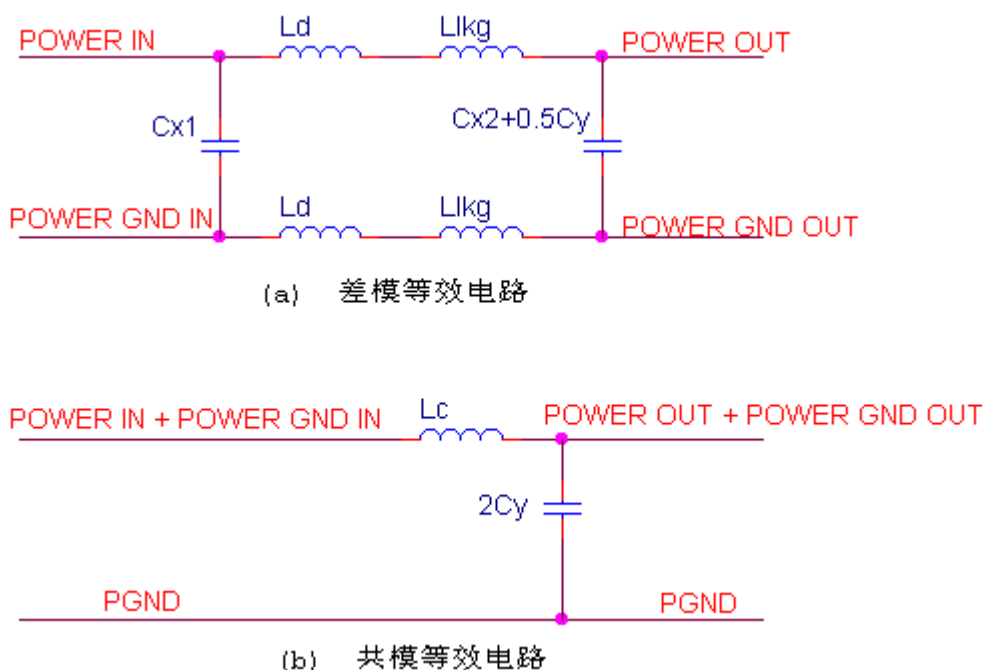 Ld Llkg
POWER IN POWER OUT
Cx1 Cx2+0.5Cy
Ld Llkg
POWER GND IN POWER GND OUT
(a) 差模等效电路
Lc
POWER IN + POWER GND IN POWER OUT + POWER GND OUT
2Cy
PGND PGND
(b) 共模等效电路